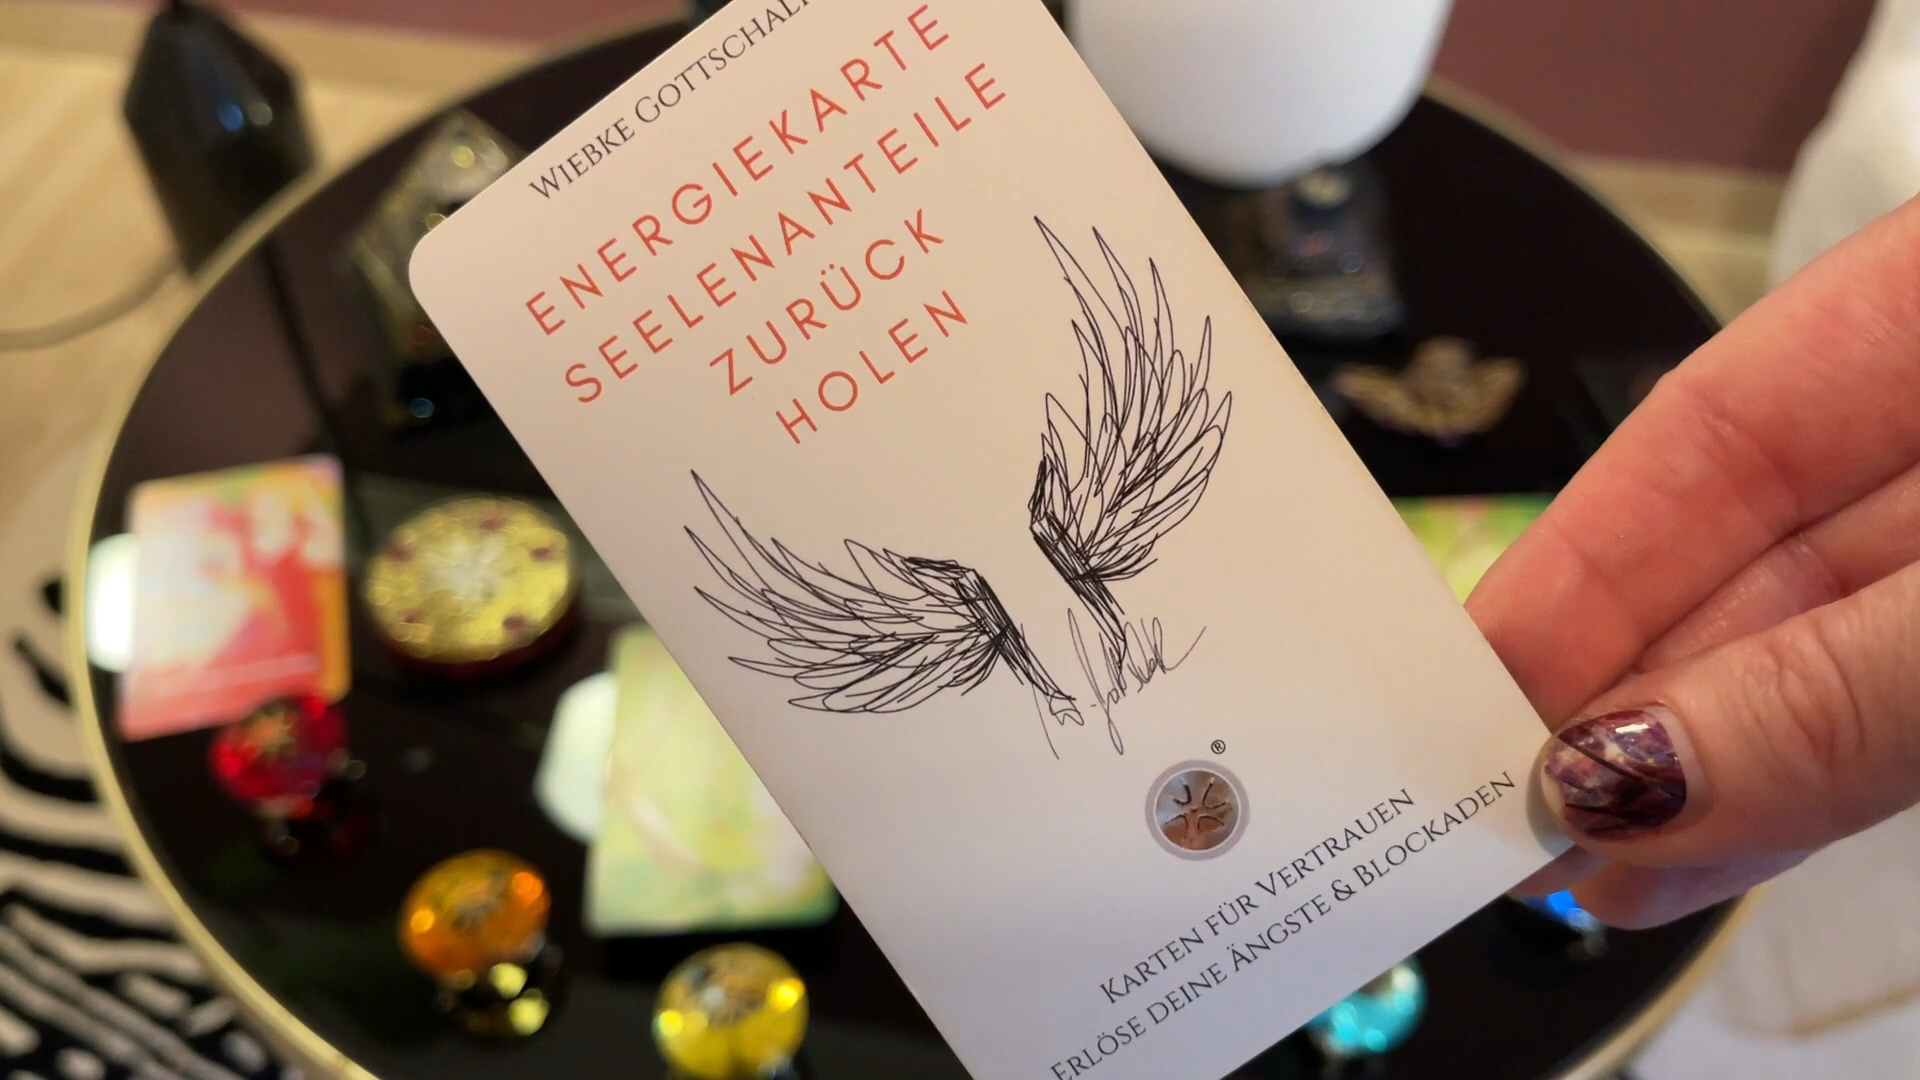 WIEBKE GOTTSCHALK
ENERGIEKARTE
SEELENANTEILE
ZURÜCK
HOLEN
®
KARTEN FÜR VERTRAUEN
ERLÖSE DEINE ÄNGSTE & BLOCKADEN